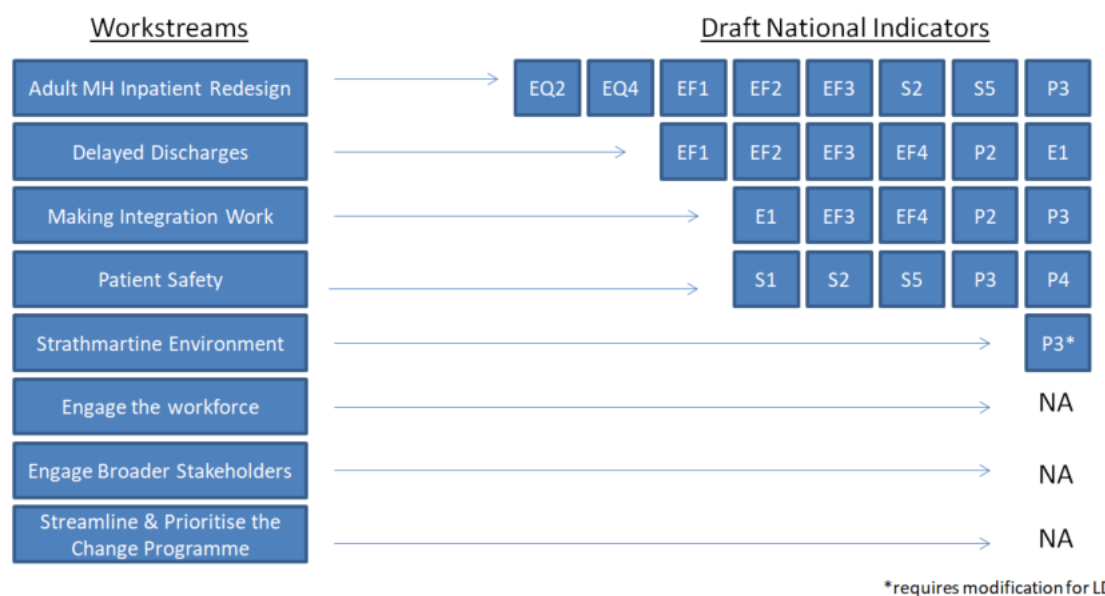 Workstreams Draft National Indicators
Adult MH Inpatient Redesign EQ2 EQ4 EF1 EF2 EF3 S2 S5 P3
Delayed Discharges EF1 EF2 EF3 EF4 P2 E1
Making Integration Work E1 EF3 EF4 P2 P3
Patient Safety S1 S2 S5 P3 P4
Strathmartine Environment P3*
Engage the workforce NA
Engage Broader Stakeholders NA
Streamline & Prioritise the
Change Programme NA
*requires modification for LD